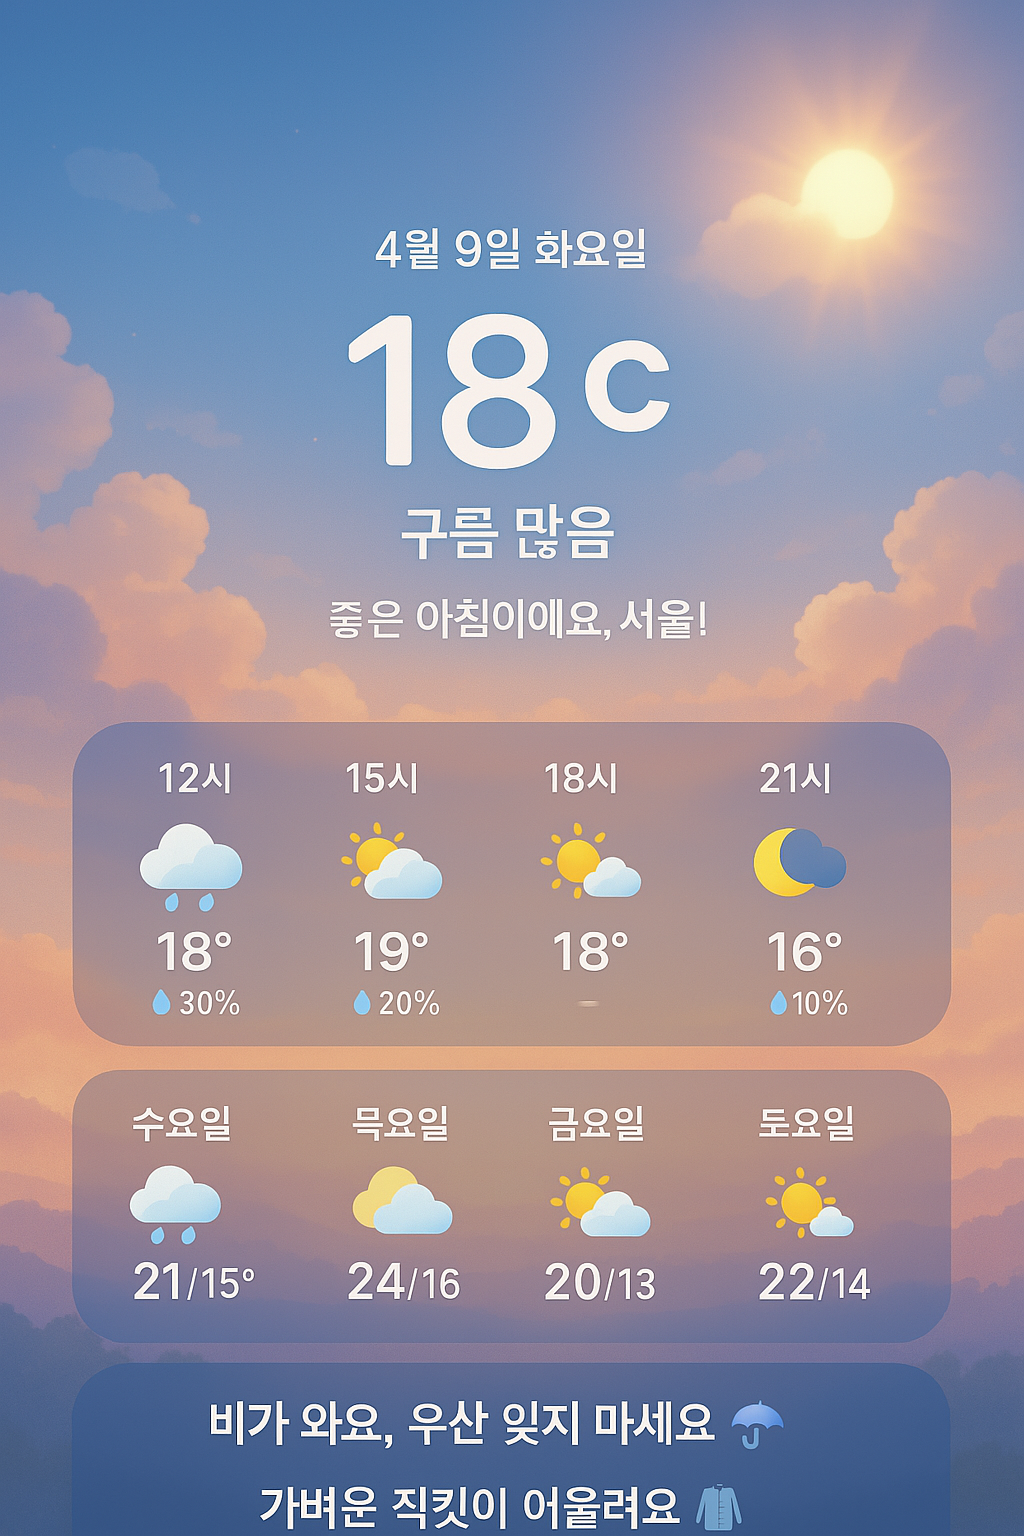 4월 9일 화요일
18 c
구름 많음
좋은 아침이에요, 서울!
12시 15시 18시 21시
18° 19° 18° 16°
30% 20% – 10%
수요일 목요일 금요일 토요일
21/15° 24/16 20/13 22/14
비가 와요, 우산 잊지 마세요
가벼운 직킷이 어울려요